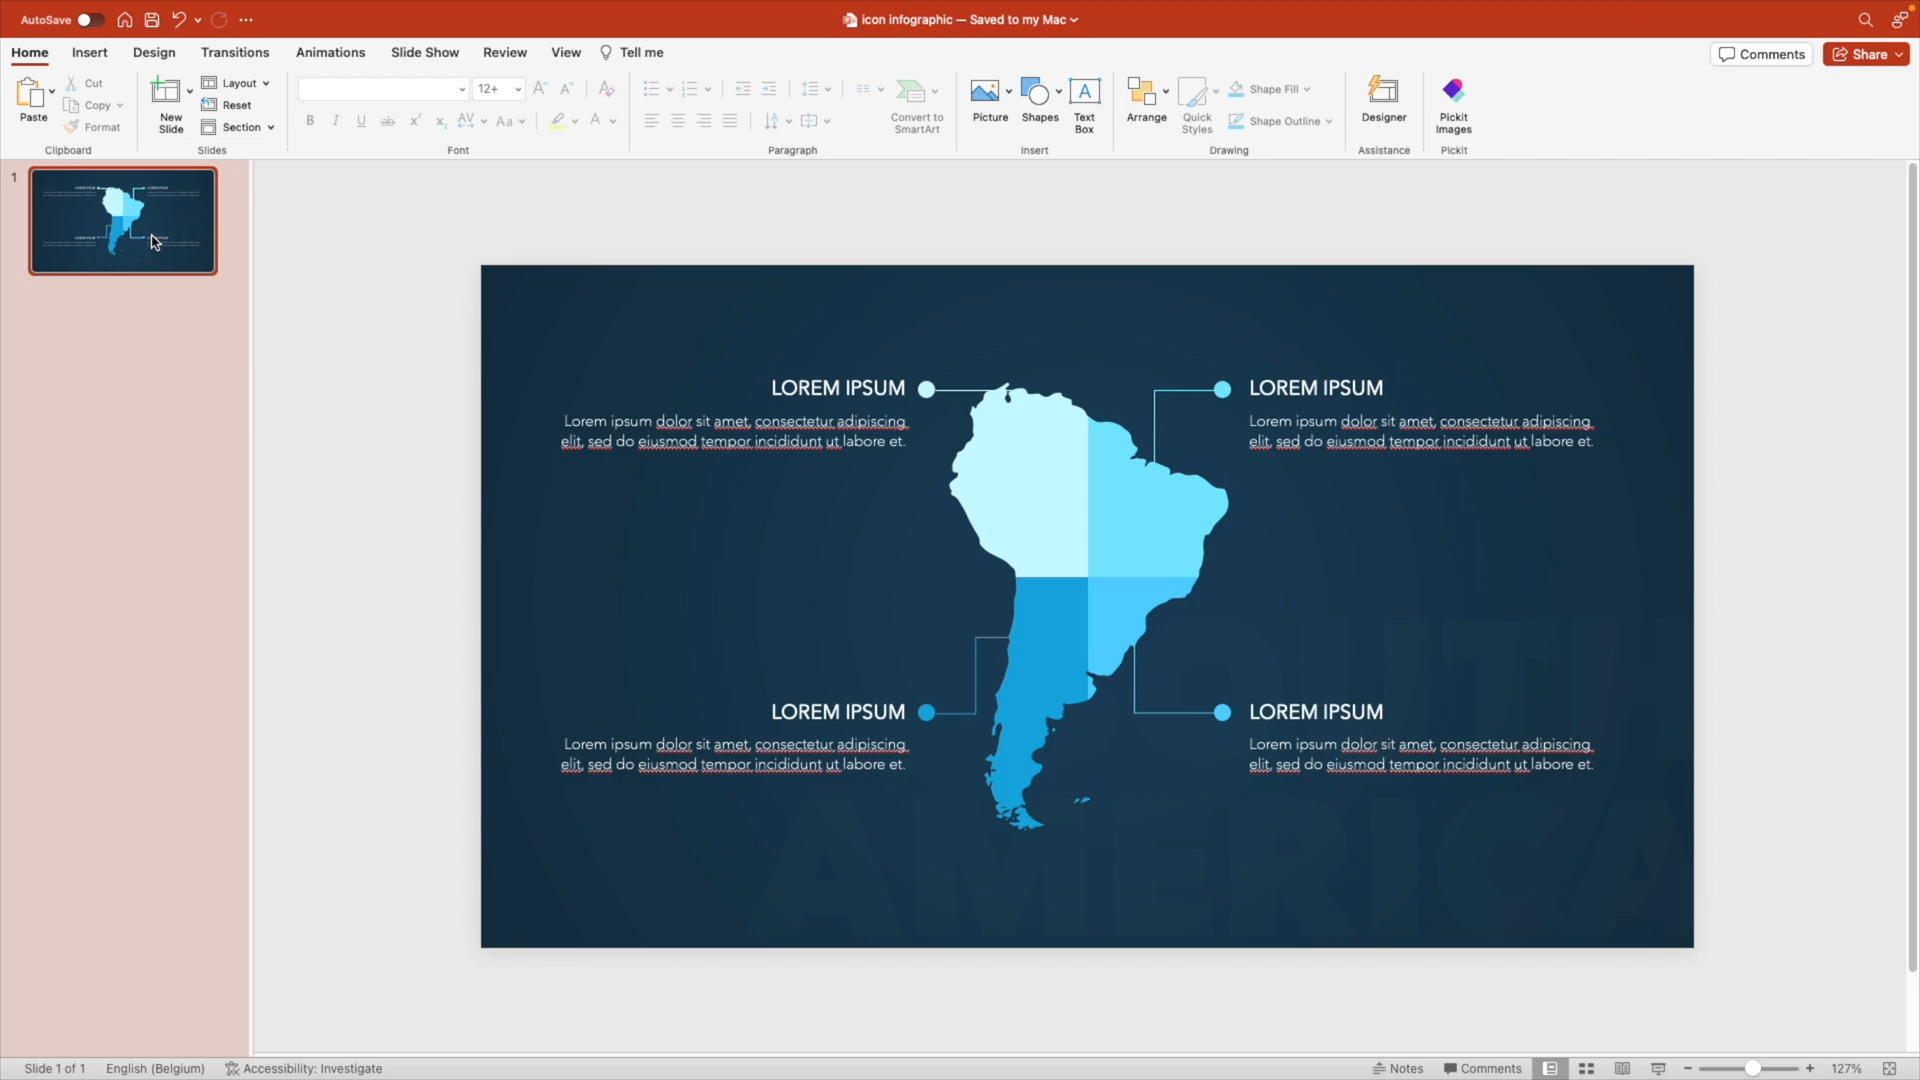 AutoSave
icon infographic — Saved to my Mac
Home Insert Design Transitions Animations Slide Show Review View Tell me
Comments Share
Paste
Cut
Copy
Format
Clipboard
New
Slide
Layout
Reset
Section
Slides
12+
Font
Paragraph
Convert to
SmartArt
Picture
Shapes
Text
Box
Insert
Arrange
Quick
Styles
Shape Fill
Shape Outline
Drawing
Designer
Assistance
Pickit
Images
Pickit
1
LOREM IPSUM
Lorem ipsum dolor sit amet, consectetur adipiscing
elit, sed do eiusmod tempor incididunt ut labore et.
LOREM IPSUM
Lorem ipsum dolor sit amet, consectetur adipiscing
elit, sed do eiusmod tempor incididunt ut labore et.
LOREM IPSUM
Lorem ipsum dolor sit amet, consectetur adipiscing
elit, sed do eiusmod tempor incididunt ut labore et.
LOREM IPSUM
Lorem ipsum dolor sit amet, consectetur adipiscing
elit, sed do eiusmod tempor incididunt ut labore et.
AMERICA
Slide 1 of 1 English (Belgium) Accessibility: Investigate
Notes Comments 127%